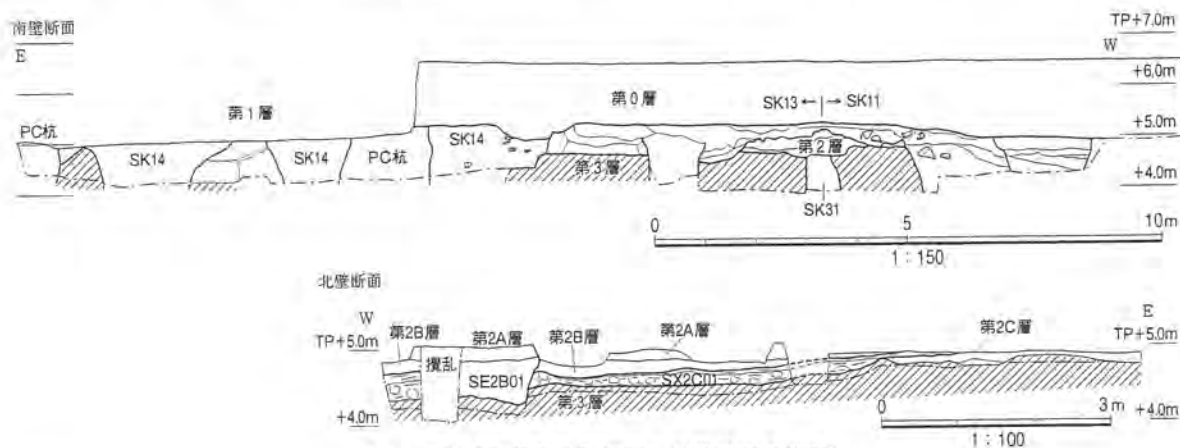 南壁断面
TP+7.0m
E
W
+6.0m
第1層
第0層
SK13←|→SK11
+5.0m
PC杭
SK14
SK14
PC杭
SK14
第2層
第3層
+4.0m
SK31
0 5 10m
1:150
北壁断面
W
E
第2B層
第2A層
第2B層
第2A層
第2C層
TP+5.0m
TP+5.0m
攪乱
SE2B01
SX2C01
第3層
+4.0m
+4.0m
0 3m
1:100